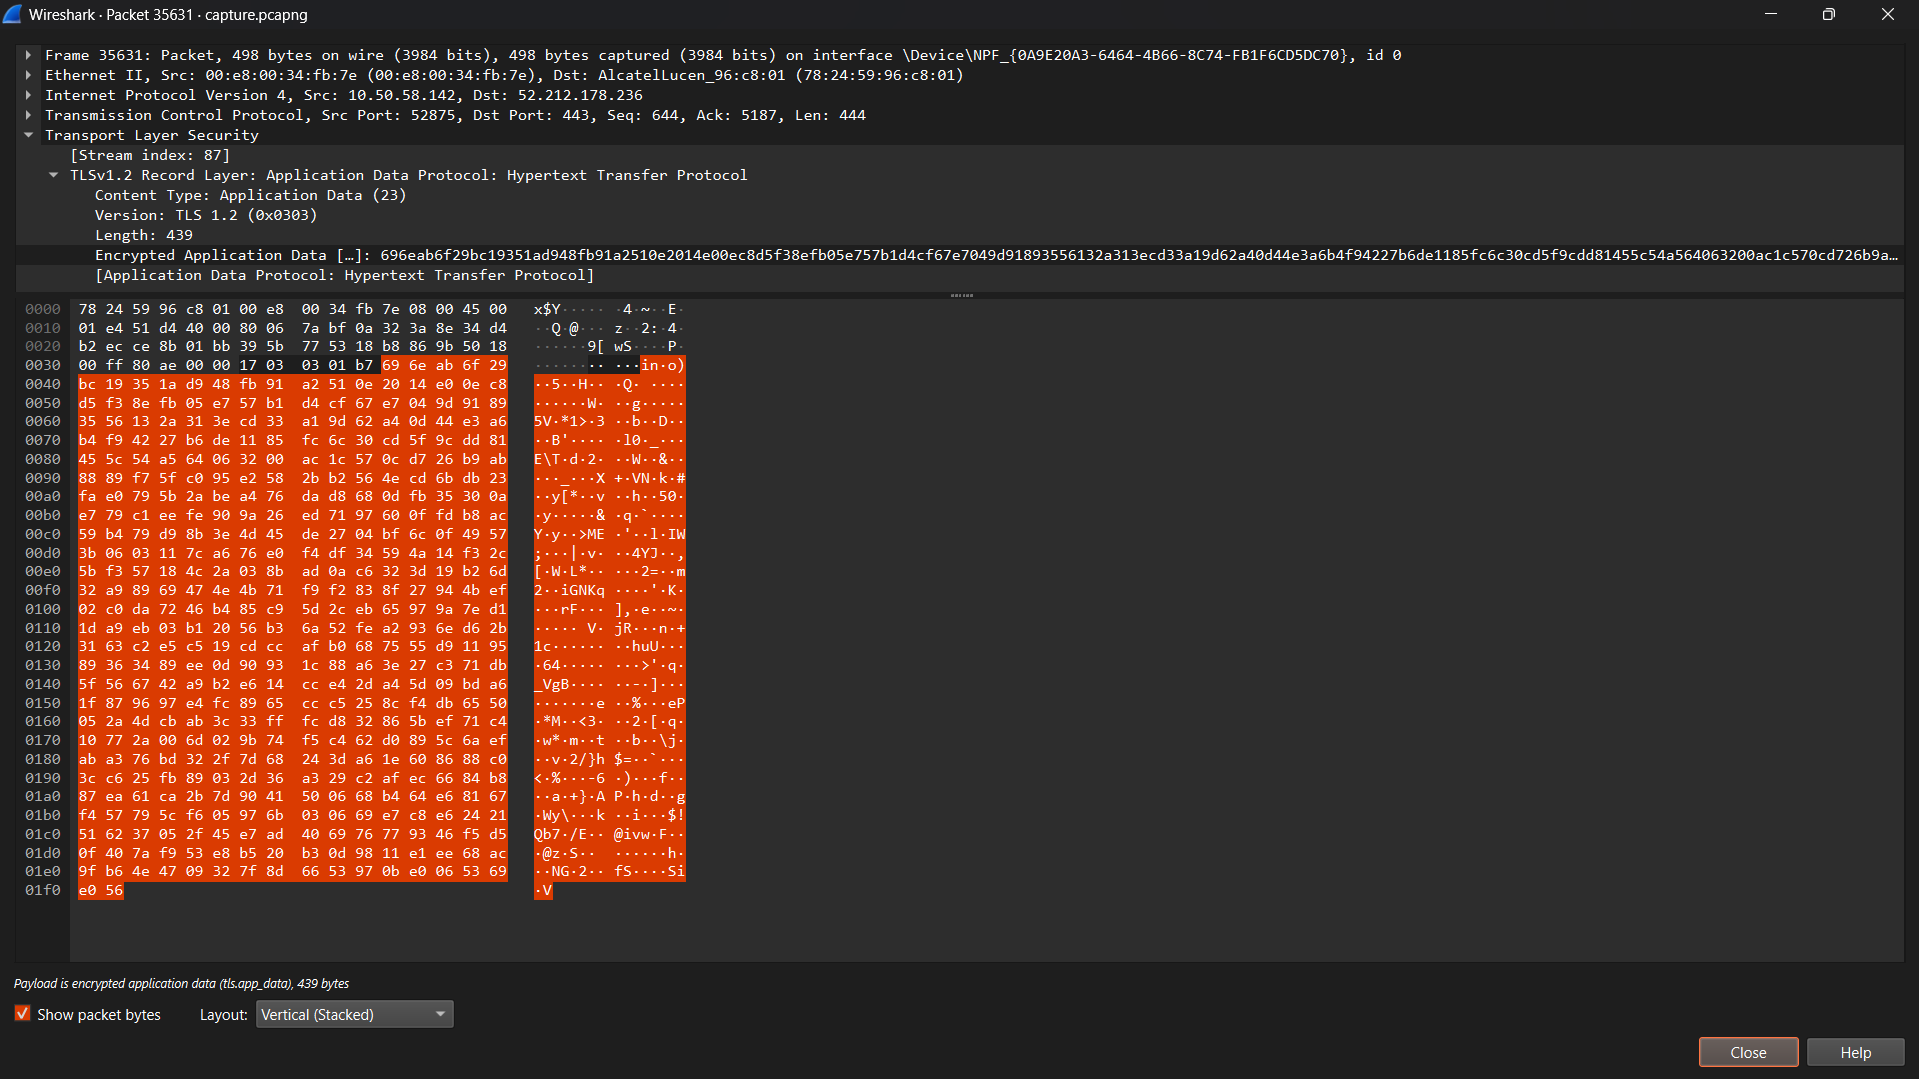 Wireshark · Packet 35631 · capture.pcapng
Frame 35631: Packet, 498 bytes on wire (3984 bits), 498 bytes captured (3984 bits) on interface \Device\NPF_{0A9E20A3-6464-4B66-8C74-FB1F6CD5DC70}, id 0
Ethernet II, Src: 00:e8:00:34:fb:7e (00:e8:00:34:fb:7e), Dst: AlcatelLucen_96:c8:01 (78:24:59:96:c8:01)
Internet Protocol Version 4, Src: 10.50.58.142, Dst: 52.212.178.236
Transmission Control Protocol, Src Port: 52875, Dst Port: 443, Seq: 644, Ack: 5187, Len: 444
Transport Layer Security
[Stream index: 87]
TLSv1.2 Record Layer: Application Data Protocol: Hypertext Transfer Protocol
Content Type: Application Data (23)
Version: TLS 1.2 (0x0303)
Length: 439
Encrypted Application Data […]: 696eab6f29bc19351ad948fb91a2510e2014e00ec8d5f38efb05e757b1d4cf67e7049d91893556132a313ecd33a19d62a40d44e3a6b4f94227b6de1185fc6c30cd5f9cdd81455c54a564063200ac1c570cd726b9a…
[Application Data Protocol: Hypertext Transfer Protocol]
0000 78 24 59 96 c8 01 00 e8 00 34 fb 7e 08 00 45 00 x$Y····· ·4·~··E·
0010 01 e4 51 d4 40 00 80 06 7a bf 0a 32 3a 8e 34 d4 ··Q·@··· z··2:·4·
0020 b2 ec ce 8b 01 bb 39 5b 77 53 18 b8 86 9b 50 18 ······9[ wS····P·
0030 00 ff 80 ae 00 00 17 03 03 01 b7 69 6e ab 6f 29 ········ ···in·o)
0040 bc 19 35 1a d9 48 fb 91 a2 51 0e 20 14 e0 0e c8 ··5··H·· ·Q· ····
0050 d5 f3 8e fb 05 e7 57 b1 d4 cf 67 e7 04 9d 91 89 ······W· ··g·····
0060 35 56 13 2a 31 3e cd 33 a1 9d 62 a4 0d 44 e3 a6 5V·*1>·3 ··b··D··
0070 b4 f9 42 27 b6 de 11 85 fc 6c 30 cd 5f 9c dd 81 ··B'···· ·l0·_···
0080 45 5c 54 a5 64 06 32 00 ac 1c 57 0c d7 26 b9 ab E\T·d·2· ··W··&··
0090 88 89 f7 5f c0 95 e2 58 2b b2 56 4e cd 6b db 23 ···_···X +·VN·k·#
00a0 fa e0 79 5b 2a be a4 76 da d8 68 0d fb 35 30 0a ··y[*··v ··h··50·
00b0 e7 79 c1 ee fe 90 9a 26 ed 71 97 60 0f fd b8 ac ·y·····& ·q·`····
00c0 59 b4 79 d9 8b 3e 4d 45 de 27 04 bf 6c 0f 49 57 Y·y··>ME ·'··l·IW
00d0 3b 06 03 11 7c a6 76 e0 f4 df 34 59 4a 14 f3 2c ;···|·v· ··4YJ··,
00e0 5b f3 57 18 4c 2a 03 8b ad 0a c6 32 3d 19 b2 6d [·W·L*·· ···2=··m
00f0 32 a9 89 69 47 4e 4b 71 f9 f2 83 8f 27 94 4b ef 2··iGNKq ····'·K·
0100 02 c0 da 72 46 b4 85 c9 5d 2c eb 65 97 9a 7e d1 ···rF··· ],·e··~·
0110 1d a9 eb 03 b1 20 56 b3 6a 52 fe a2 93 6e d6 2b ····· V· jR···n·+
0120 31 63 c2 e5 c5 19 cd cc af b0 68 75 55 d9 11 95 1c······ ··huU···
0130 89 36 34 89 ee 0d 90 93 1c 88 a6 3e 27 c3 71 db ·64····· ···>'·q·
0140 5f 56 67 42 a9 b2 e6 14 cc e4 2d a4 5d 09 bd a6 _VgB···· ··-·]···
0150 1f 87 96 97 e4 fc 89 65 cc c5 25 8c f4 db 65 50 ·······e ··%···eP
0160 05 2a 4d cb ab 3c 33 ff fc d8 32 86 5b ef 71 c4 ·*M··<3· ··2·[·q·
0170 10 77 2a 00 6d 02 9b 74 f5 c4 62 d0 89 5c 6a ef ·w*·m··t ··b··\j·
0180 ab a3 76 bd 32 2f 7d 68 24 3d a6 1e 60 86 88 c0 ··v·2/}h $=··`···
0190 3c c6 25 fb 89 03 2d 36 a3 29 c2 af ec 66 84 b8 <·%···-6 ·)···f··
01a0 87 ea 61 ca 2b 7d 90 41 50 06 68 b4 64 e6 81 67 ··a·+}·A P·h·d··g
01b0 f4 57 79 5c f6 05 97 6b 03 06 69 e7 c8 e6 24 21 ·Wy\···k ··i···$!
01c0 51 62 37 05 2f 45 e7 ad 40 69 76 77 93 46 f5 d5 Qb7·/E·· @ivw·F··
01d0 0f 40 7a f9 53 e8 b5 20 b3 0d 98 11 e1 ee 68 ac ·@z·S·· ······h·
01e0 9f b6 4e 47 09 32 7f 8d 66 53 97 0b e0 06 53 69 ··NG·2·· fS····Si
01f0 e0 56 ·V
Payload is encrypted application data (tls.app_data), 439 bytes
Show packet bytes Layout: Vertical (Stacked)
Close Help